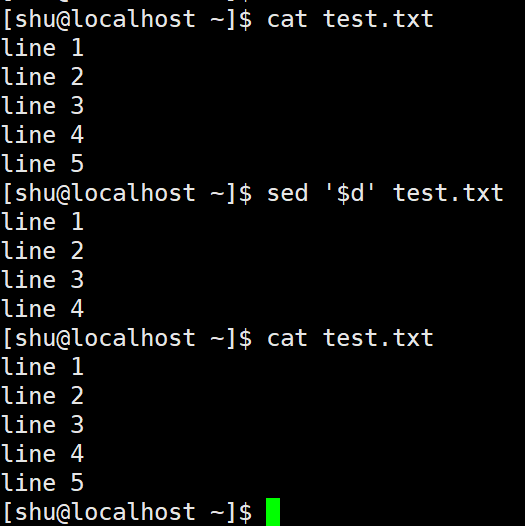 [shu@localhost ~]$ cat test.txt
line 1
line 2
line 3
line 4
line 5
[shu@localhost ~]$ sed '$d' test.txt
line 1
line 2
line 3
line 4
[shu@localhost ~]$ cat test.txt
line 1
line 2
line 3
line 4
line 5
[shu@localhost ~]$